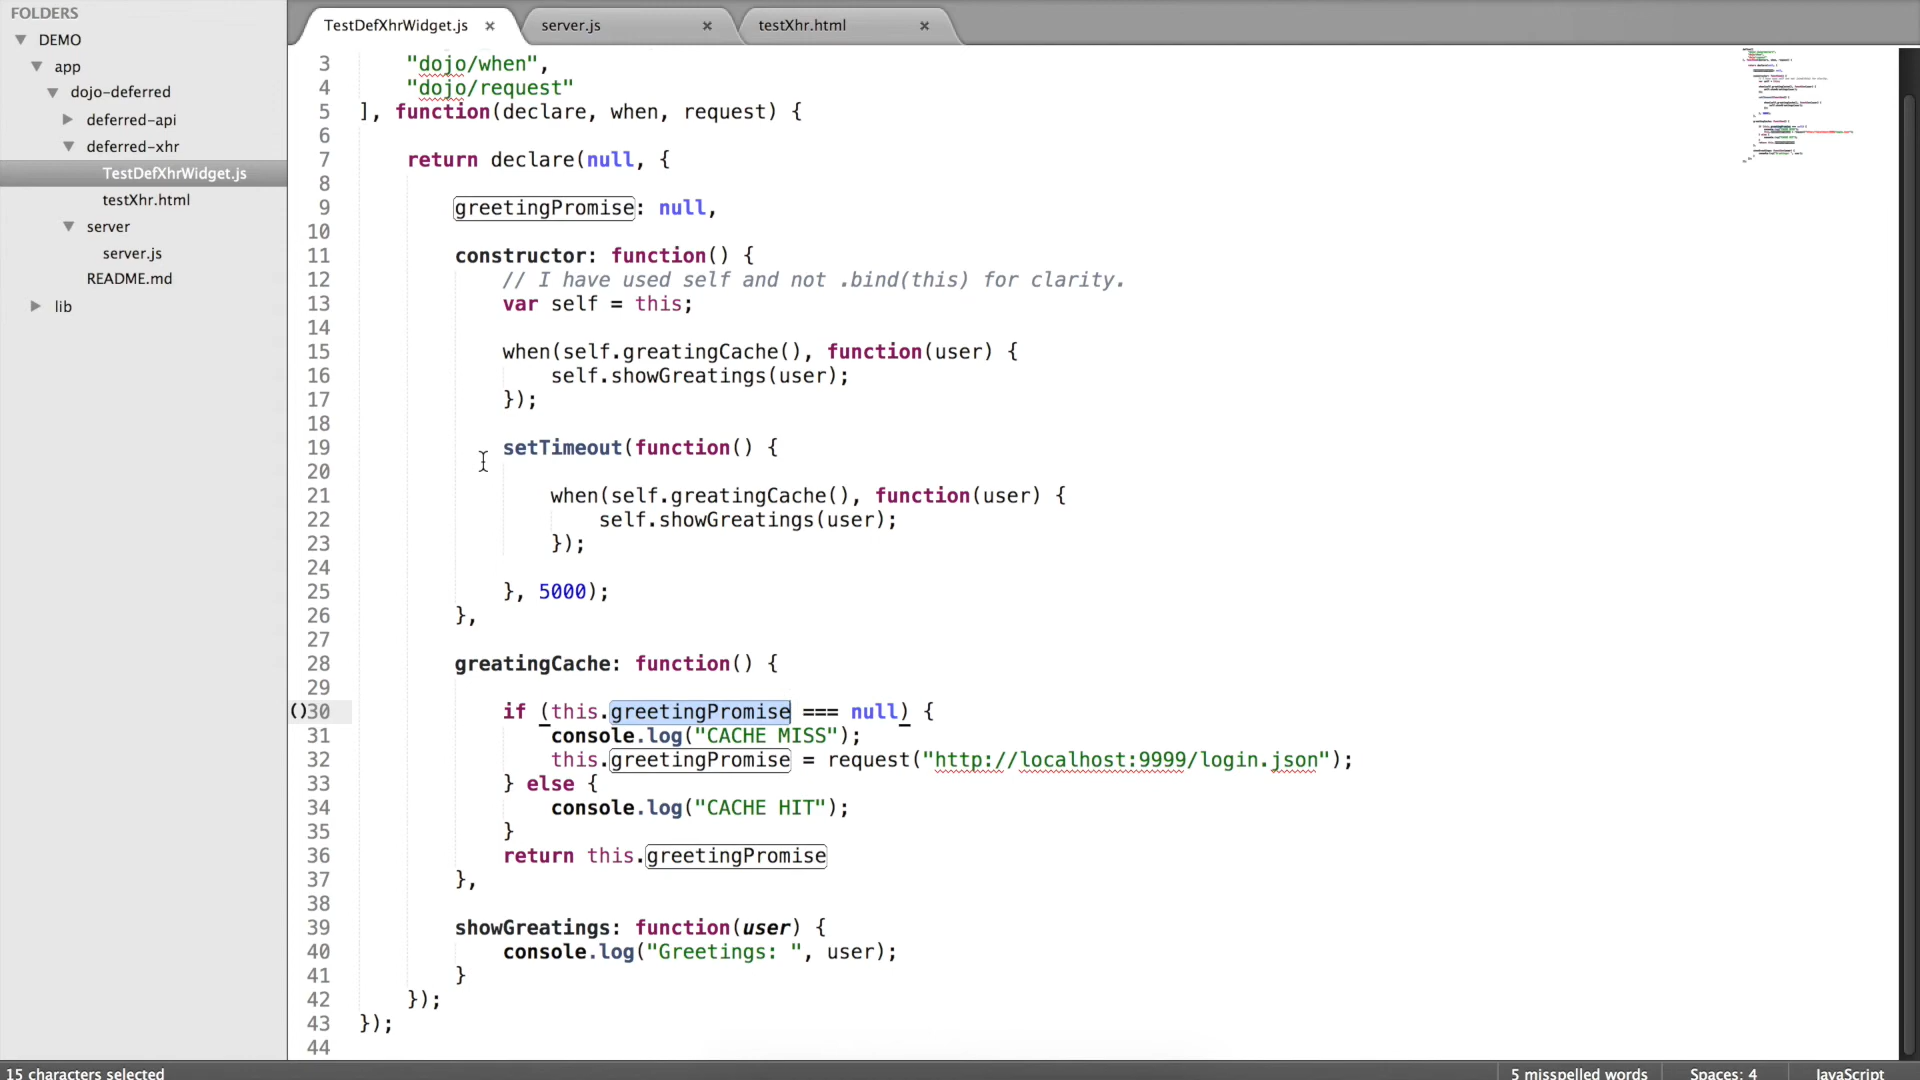 FOLDERS
DEMO
app
dojo-deferred
deferred-api
deferred-xhr
TestDefXhrWidget.js
testXhr.html
server
server.js
README.md
lib
TestDefXhrWidget.js × server.js × testXhr.html ×
3 "dojo/when",
4 "dojo/request"
5 ], function(declare, when, request) {
6
7 return declare(null, {
8
9 greetingPromise: null,
10
11 constructor: function() {
12 // I have used self and not .bind(this) for clarity.
13 var self = this;
14
15 when(self.greatingCache(), function(user) {
16 self.showGreatings(user);
17 });
18
19 setTimeout(function() {
20
21 when(self.greatingCache(), function(user) {
22 self.showGreatings(user);
23 });
24
25 }, 5000);
26 },
27
28 greatingCache: function() {
29
()30 if (this.greetingPromise === null) {
31 console.log("CACHE MISS");
32 this.greetingPromise = request("http://localhost:9999/login.json");
33 } else {
34 console.log("CACHE HIT");
35 }
36 return this.greetingPromise
37 },
38
39 showGreatings: function(user) {
40 console.log("Greetings: ", user);
41 }
42 });
43 });
44
15 characters selected
5 misspelled words
Spaces: 4
JavaScript